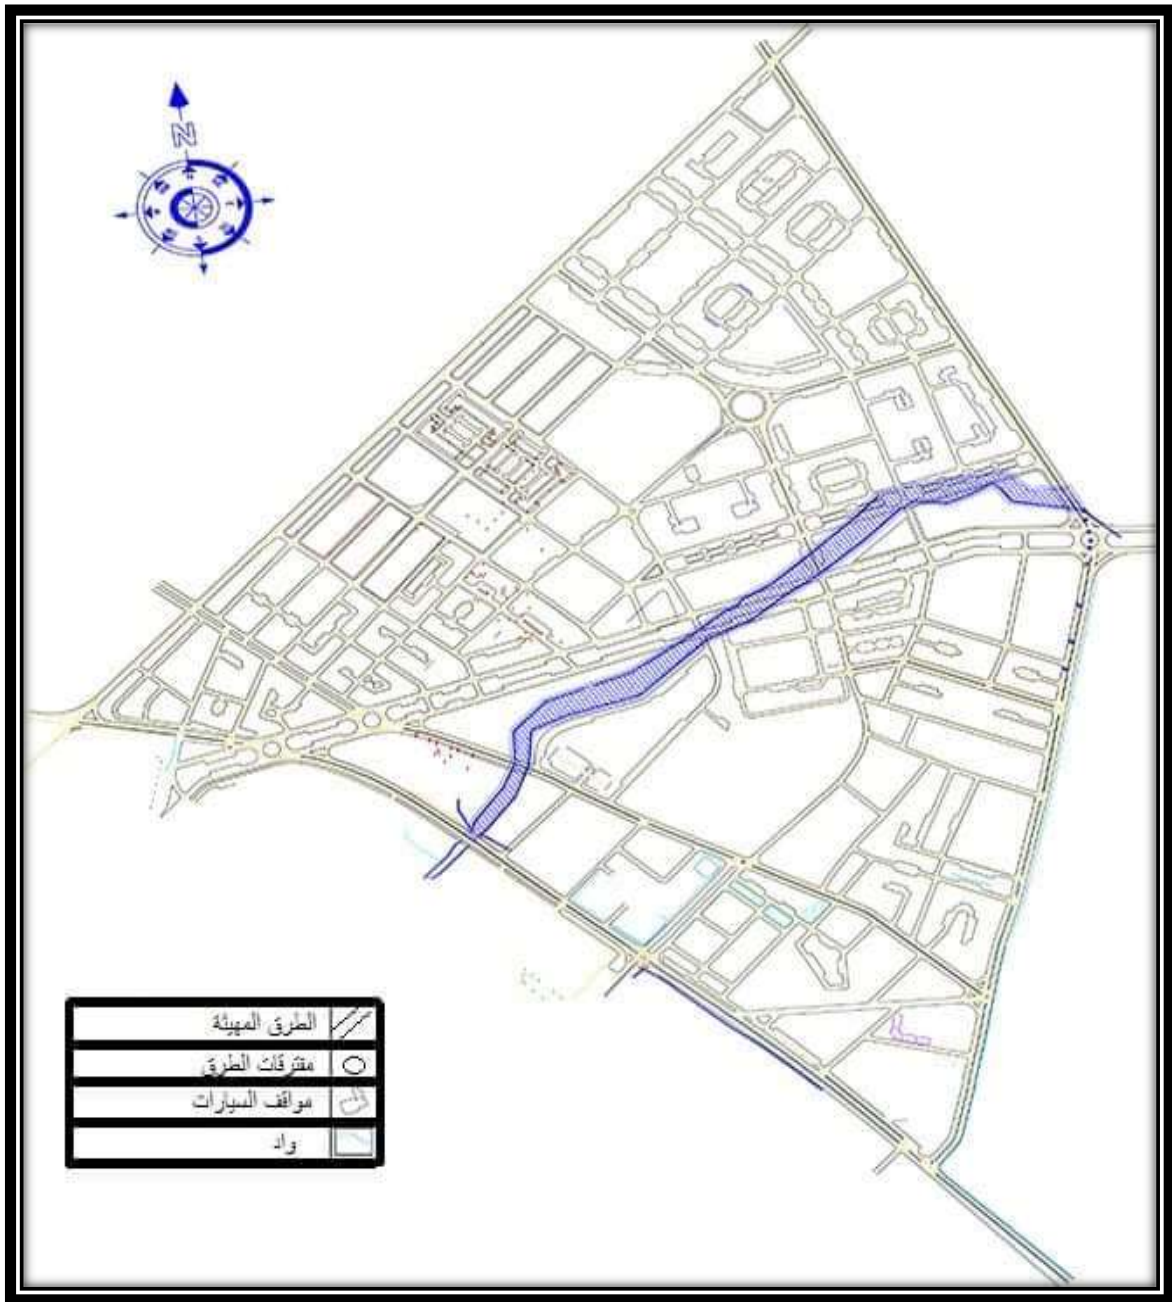 N
الطرق المهيئة
مفترقات الطرق
مواقف السيارات
واد